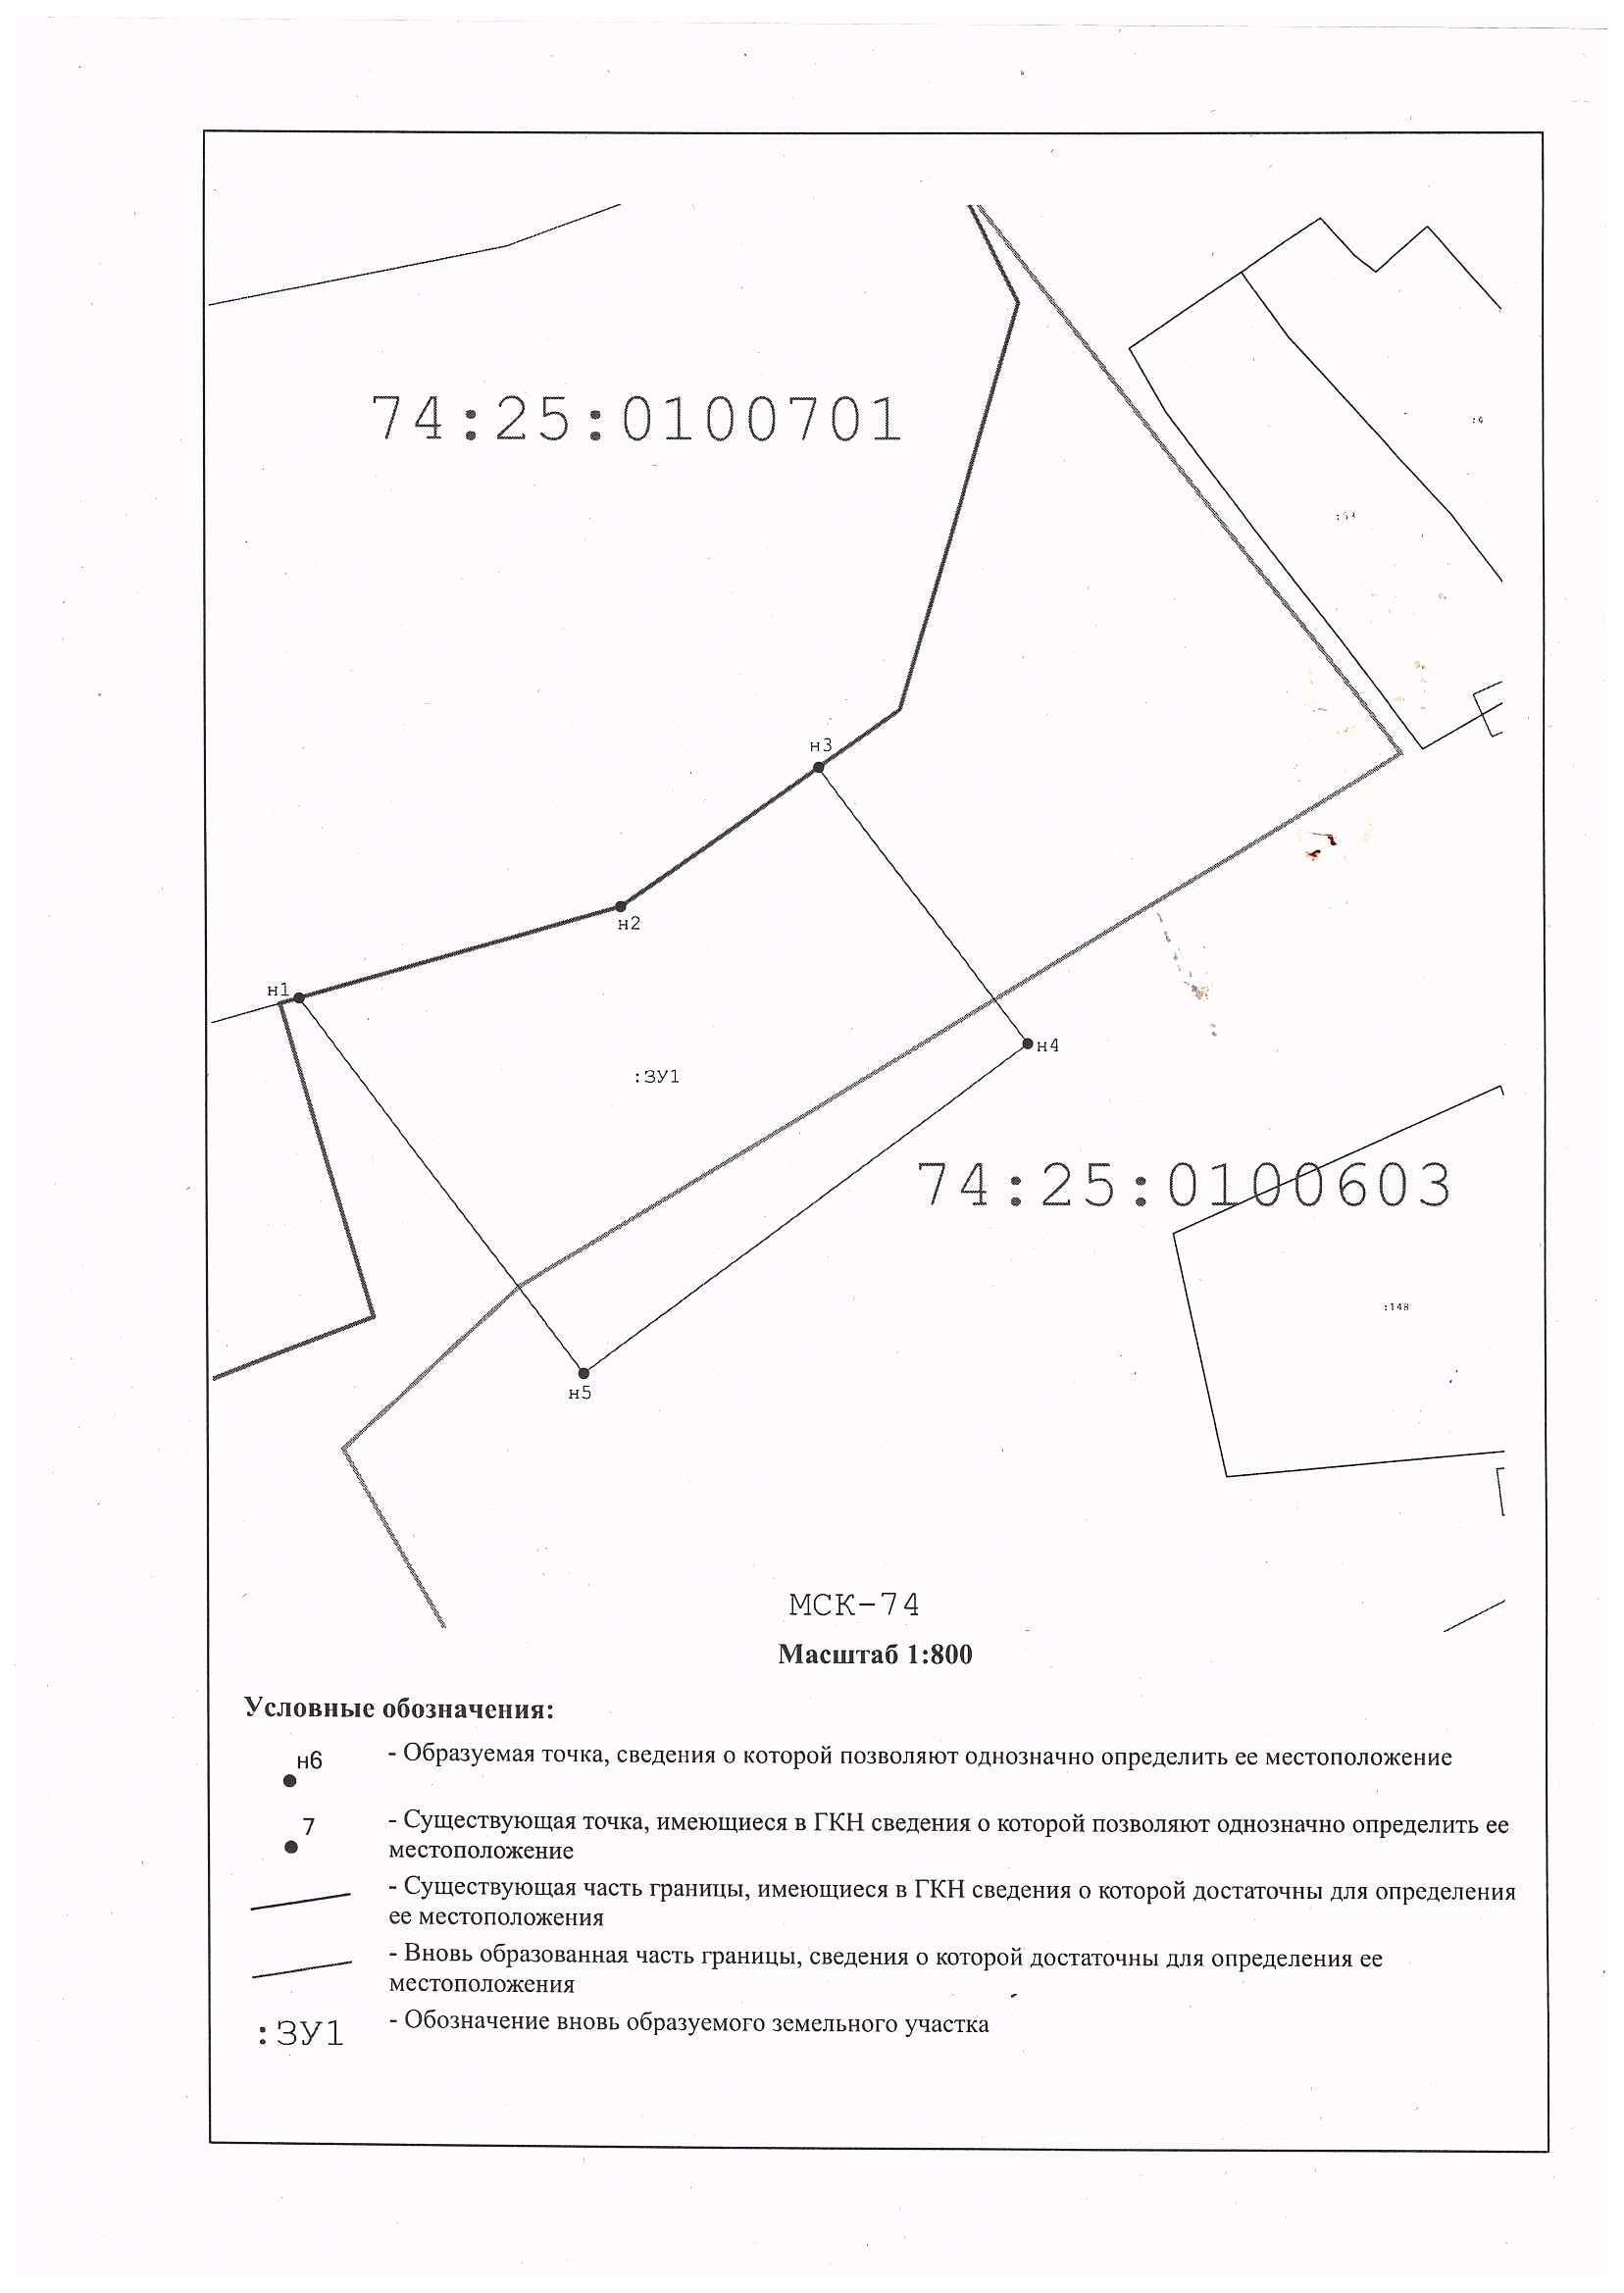 74:25:0100701
н3
н2
н1
н4
:ЗУ1
74:25:0100603
:148
н5
МСК-74
Масштаб 1:800
Условные обозначения:
н6 - Образуемая точка, сведения о которой позволяют однозначно определить ее местоположение
7 - Существующая точка, имеющиеся в ГКН сведения о которой позволяют однозначно определить ее
местоположение
- Существующая часть границы, имеющиеся в ГКН сведения о которой достаточны для определения
ее местоположения
- Вновь образованная часть границы, сведения о которой достаточны для определения ее
местоположения
:ЗУ1 - Обозначение вновь образуемого земельного участка